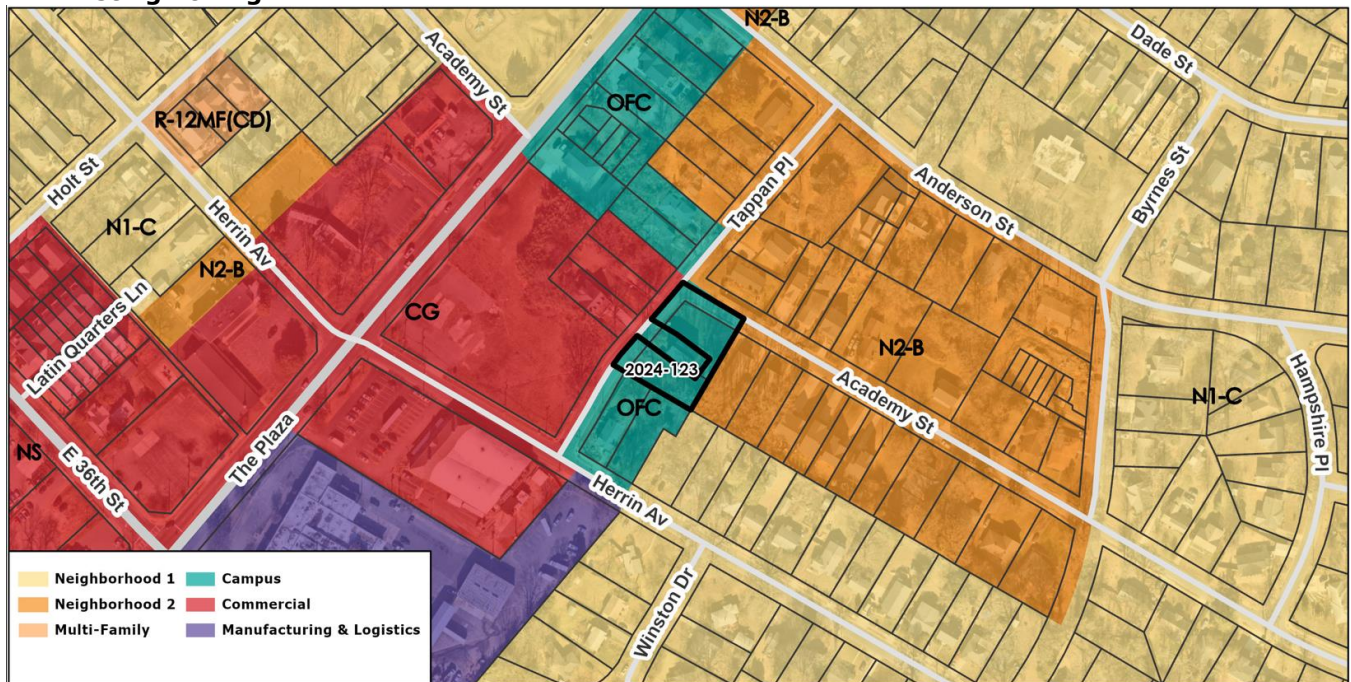 N2-B
Dade St
Academy St
OFC
R-12MF(CD)
Holt St
Tappan Pl
Anderson St
Byrnes St
N1-C
Herrin Av
N2-B
Latin Quarters Ln
CG
N2-B
2024-123
OFC
Academy St
N1-C
Hampshire Pl
NS
E 36th St
The Plaza
Herrin Av
Winston Dr
Neighborhood 1
Neighborhood 2
Multi-Family
Campus
Commercial
Manufacturing & Logistics